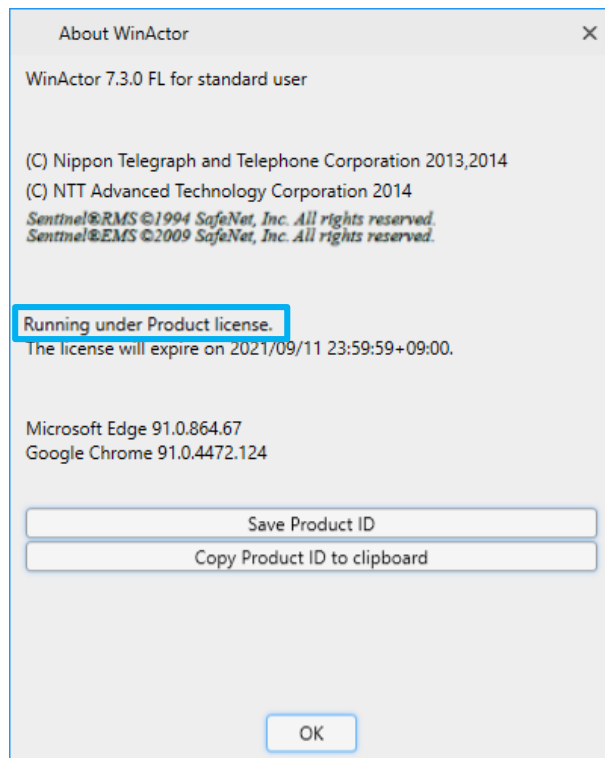 About WinActor
WinActor 7.3.0 FL for standard user
(C) Nippon Telegraph and Telephone Corporation 2013,2014
(C) NTT Advanced Technology Corporation 2014
Sentinel®RMS ©1994 SafeNet, Inc. All rights reserved.
Sentinel®EMS ©2009 SafeNet, Inc. All rights reserved.
Running under Product license.
The license will expire on 2021/09/11 23:59:59+09:00.
Microsoft Edge 91.0.864.67
Google Chrome 91.0.4472.124
Save Product ID
Copy Product ID to clipboard
OK